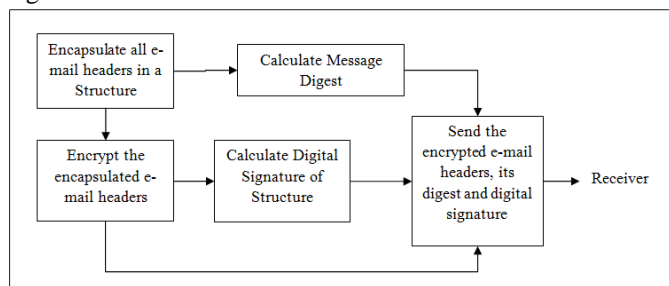 Encapsulate all e-
mail headers in a
Structure
Calculate Message
Digest
Encrypt the
encapsulated e-
mail headers
Calculate Digital
Signature of
Structure
Send the
encrypted e-mail
headers, its
digest and digital
signature
Receiver